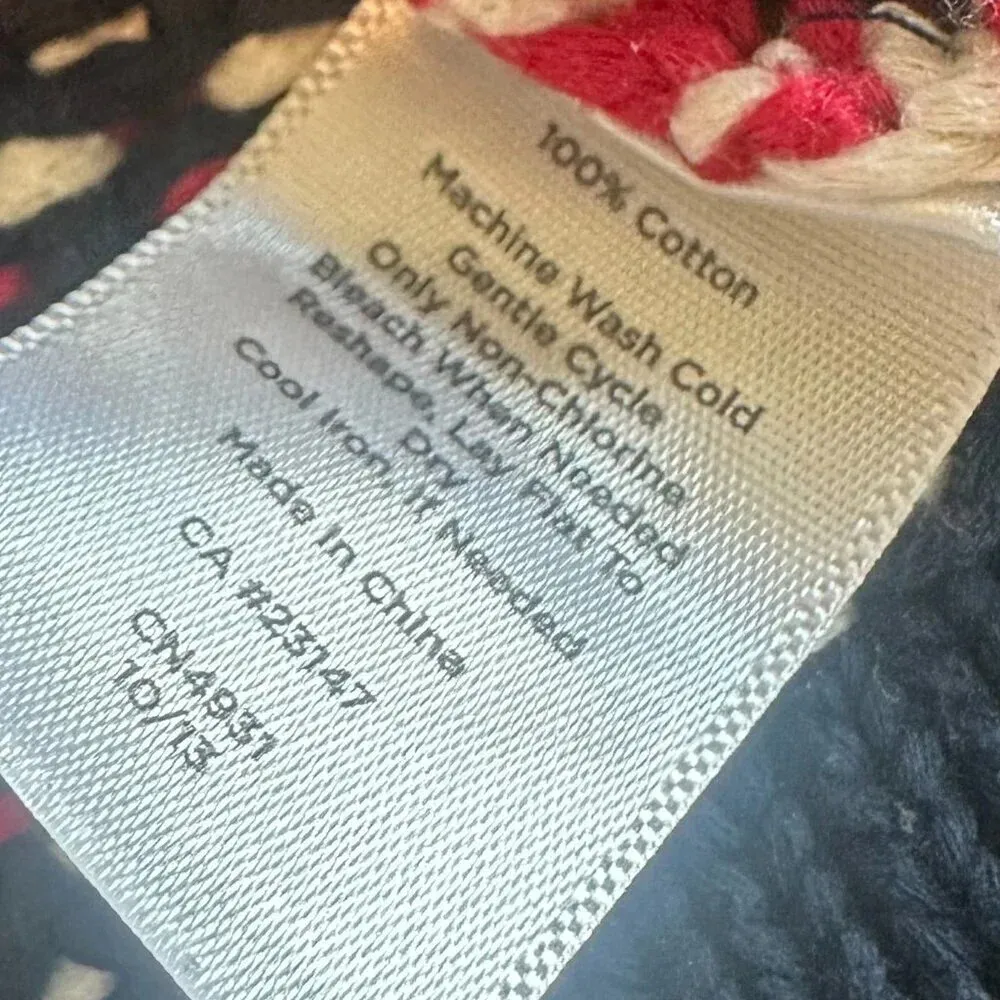 100% Cotton
Machine Wash Cold
Gentle Cycle
Only Non-Chlorine
Bleach When Needed
Reshape, Lay Flat To
Dry
Cool Iron, If Needed
Made In China
CA #23147
CN4931
10/13